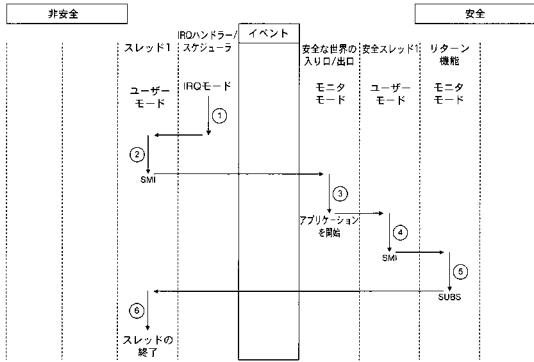 非安全
安全
イベント
スレッド1
IRQハンドラー/
スケジューラ
安全な世界の
入り口/出口
安全スレッド1
リターン
機能
ユーザー
モード
IRQモード
モニタ
モード
ユーザー
モード
モニタ
モード
1
2
SMI
3
アプリケーション
を開始
4
SMI
5
SUBS
6
スレッドの
終了